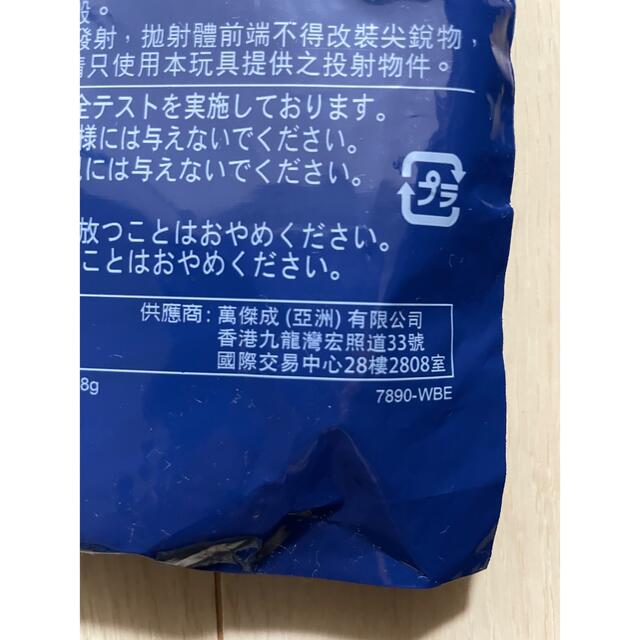 發射，拋射體前端不得改裝尖銳物，
請只使用本玩具提供之投射物件。
全テストを実施しております。
様には与えないでください。
には与えないでください。
プラ
放つことはおやめください。
ことはおやめください。
供應商: 萬傑成 (亞洲) 有限公司
香港九龍灣宏照道33號
國際交易中心28樓2808室
8g
7890-WBE